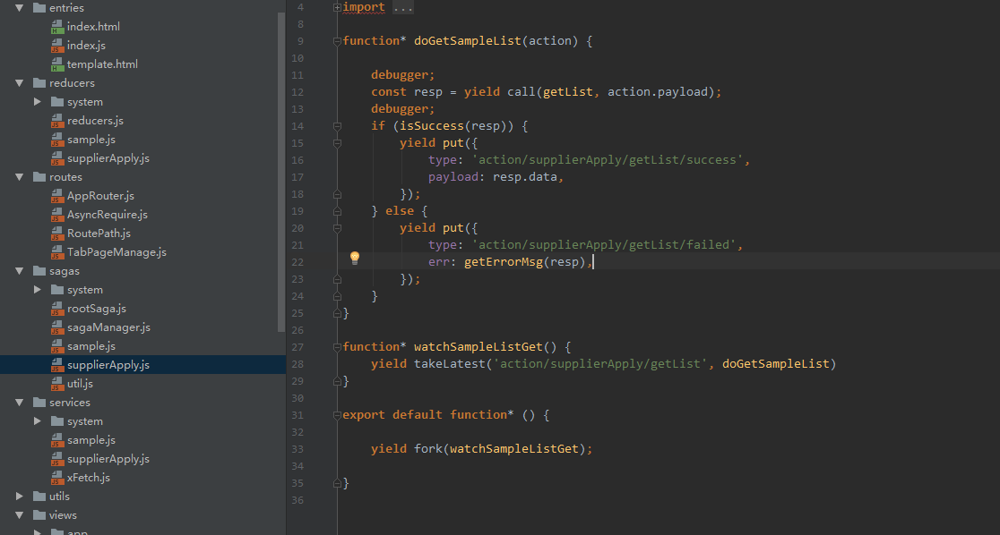 entries
index.html
index.js
template.html
reducers
system
reducers.js
sample.js
supplierApply.js
routes
AppRouter.js
AsyncRequire.js
RoutePath.js
TabPageManage.js
sagas
system
rootSaga.js
sagaManager.js
sample.js
supplierApply.js
util.js
services
system
sample.js
supplierApply.js
xFetch.js
utils
views
app
4 import ...
8
9 function* doGetSampleList(action) {
10
11 debugger;
12 const resp = yield call(getList, action.payload);
13 debugger;
14 if (isSuccess(resp)) {
15 yield put({
16 type: 'action/supplierApply/getList/success',
17 payload: resp.data,
18 });
19 } else {
20 yield put({
21 type: 'action/supplierApply/getList/failed',
22 err: getErrorMsg(resp),
23 });
24 }
25 }
26
27 function* watchSampleListGet() {
28 yield takeLatest('action/supplierApply/getList', doGetSampleList)
29 }
30
31 export default function* () {
32
33 yield fork(watchSampleListGet);
34
35 }
36